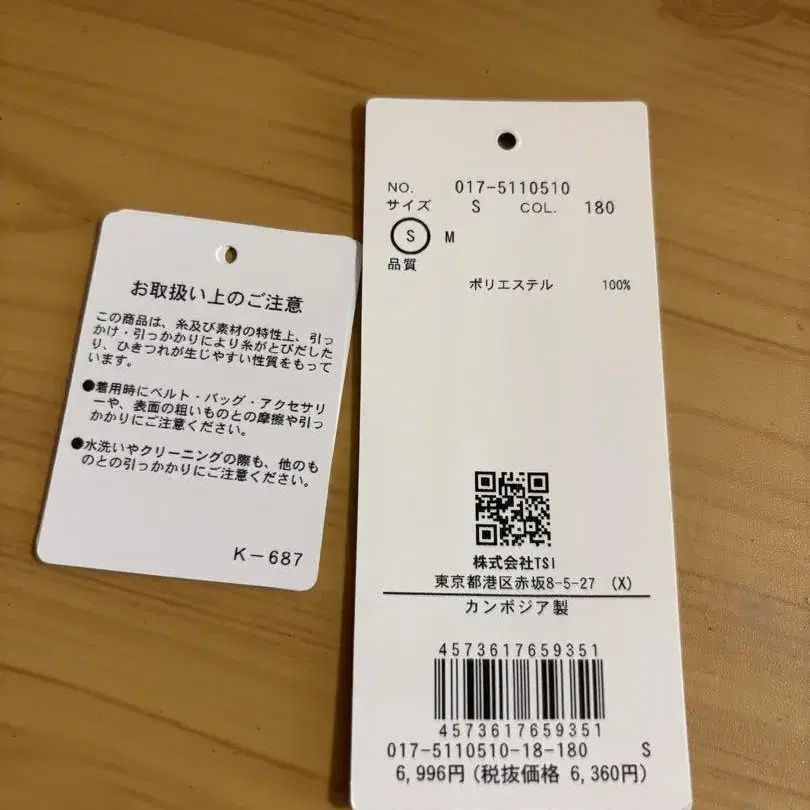 お取扱い上のご注意
この商品は、糸及び素材の特性上、引っ
かけ・引っかかりにより糸がとびだした
り、ひきつれが生じやすい性質をもって
います。
●着用時にベルト・バッグ・アクセサリ
ーや、表面の粗いものとの摩擦や引っ
かかりにご注意ください。
●水洗いやクリーニングの際も、他のも
のとの引っかかりにご注意ください。
K-687
NO. 017-5110510
サイズ S COL. 180
S M
品質
ポリエステル 100%
株式会社TSI
東京都港区赤坂8-5-27 (X)
カンボジア製
4573617659351
4573617659351
017-5110510-18-180 S
6,996円(税抜価格 6,360円)